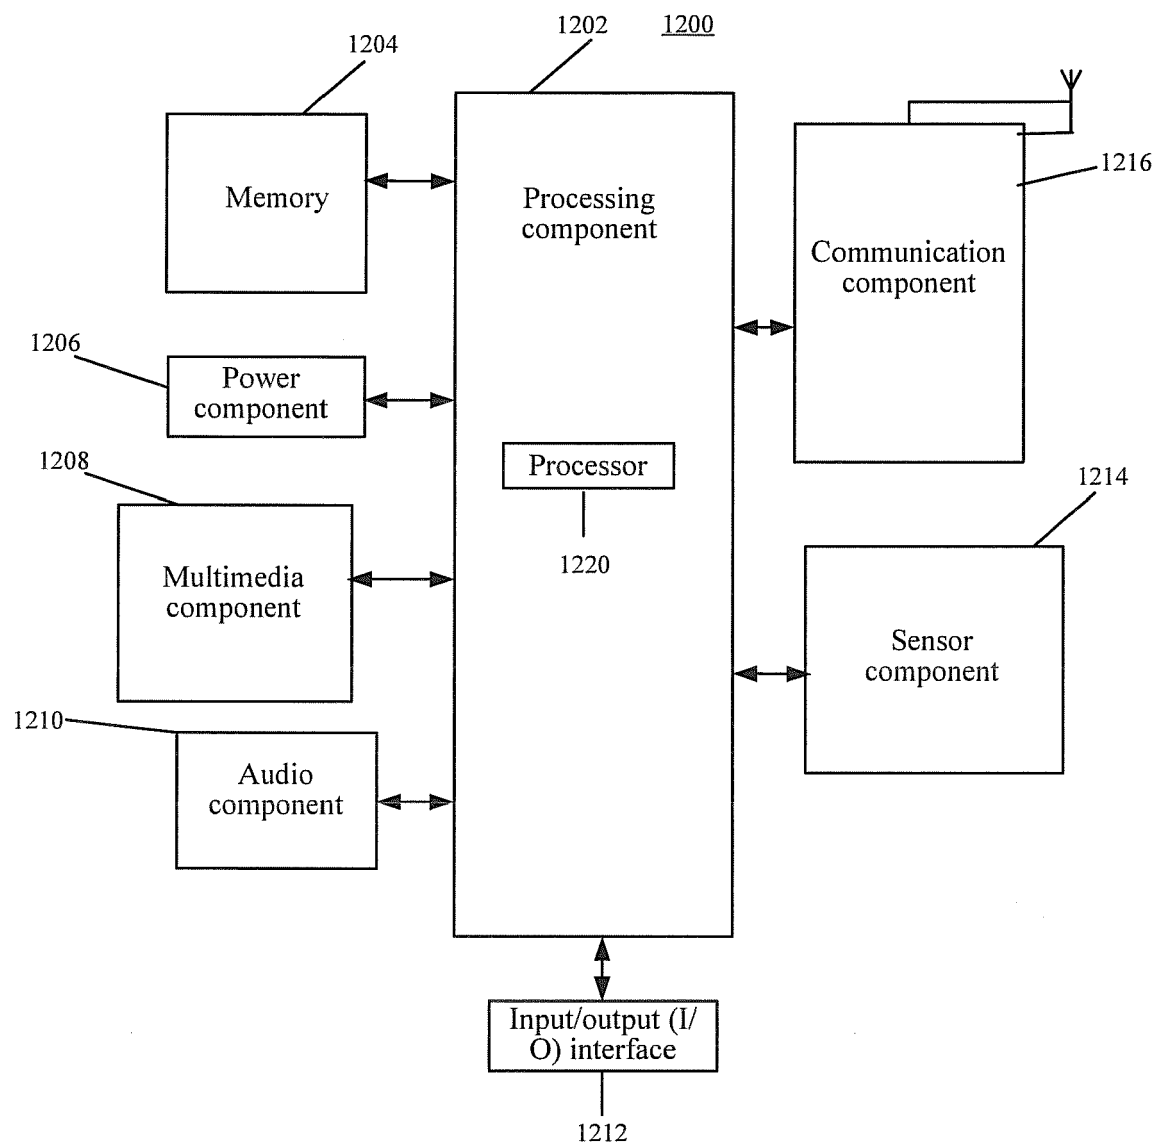 1202
1200
1204
Memory
Processing
component
1216
Communication
component
1206
Power
component
1208
Processor
1214
1220
Multimedia
component
Sensor
component
1210
Audio
component
Input/output (I/
O) interface
1212